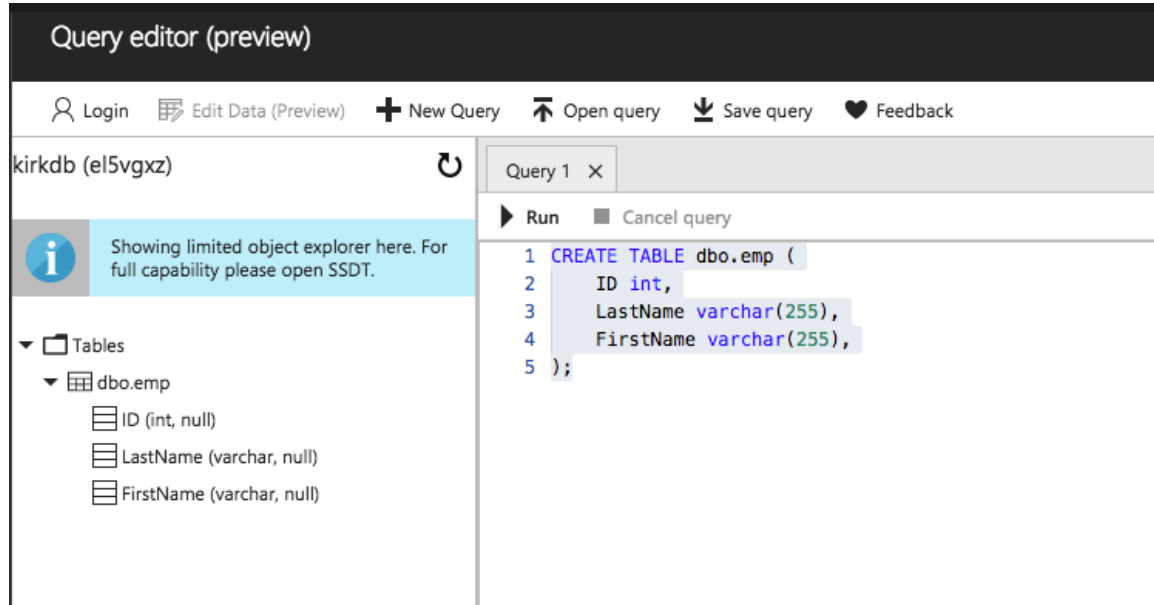 Query editor (preview)
Login Edit Data (Preview) New Query Open query Save query Feedback
kirkdb (el5vgxz)
Showing limited object explorer here. For
full capability please open SSDT.
Tables
dbo.emp
ID (int, null)
LastName (varchar, null)
FirstName (varchar, null)
Query 1
Run Cancel query
1 CREATE TABLE dbo.emp (
2 ID int,
3 LastName varchar(255),
4 FirstName varchar(255),
5 );